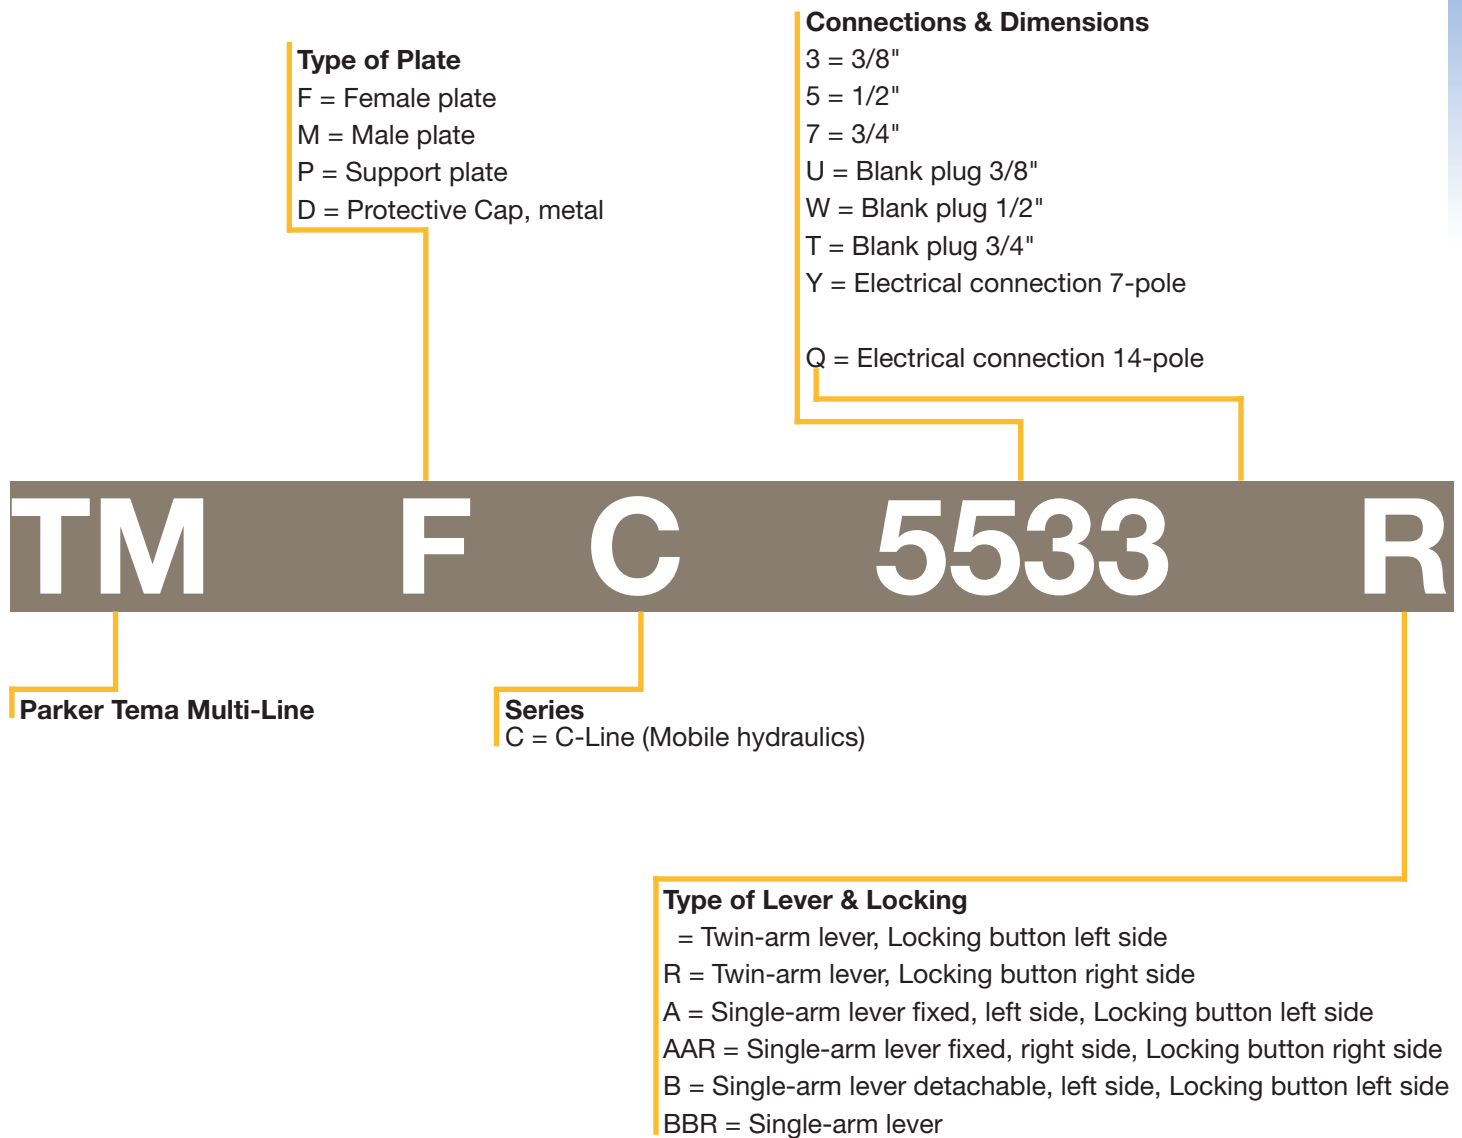 Type of Plate
F = Female plate
M = Male plate
P = Support plate
D = Protective Cap, metal
Connections & Dimensions
3 = 3/8"
5 = 1/2"
7 = 3/4"
U = Blank plug 3/8"
W = Blank plug 1/2"
T = Blank plug 3/4"
Y = Electrical connection 7-pole
Q = Electrical connection 14-pole
TM F C 5533 R
Parker Tema Multi-Line
Series
C = C-Line (Mobile hydraulics)
Type of Lever & Locking
= Twin-arm lever, Locking button left side
R = Twin-arm lever, Locking button right side
A = Single-arm lever fixed, left side, Locking button left side
AAR = Single-arm lever fixed, right side, Locking button right side
B = Single-arm lever detachable, left side, Locking button left side
BBR = Single-arm lever